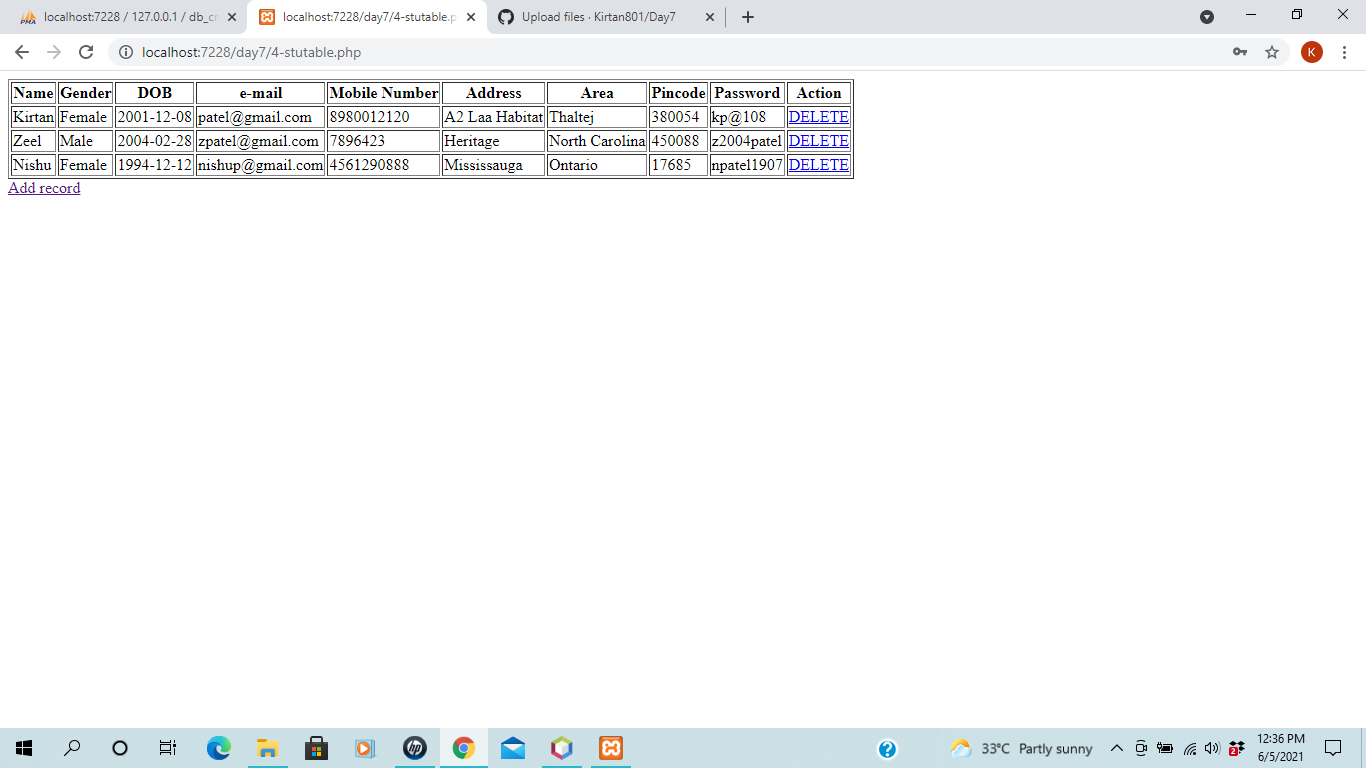 localhost:7228 / 127.0.0.1 / db_cr
localhost:7228/day7/4-stutable.p
Upload files · Kirtan801/Day7
localhost:7228/day7/4-stutable.php
K
Name Gender DOB e-mail Mobile Number Address Area Pincode Password Action
Kirtan Female 2001-12-08 patel@gmail.com 8980012120 A2 Laa Habitat Thaltej 380054 kp@108 DELETE
Zeel Male 2004-02-28 zpatel@gmail.com 7896423 Heritage North Carolina 450088 z2004patel DELETE
Nishu Female 1994-12-12 nishup@gmail.com 4561290888 Mississauga Ontario 17685 npatel1907 DELETE
Add record
33°C Partly sunny
12:36 PM
6/5/2021